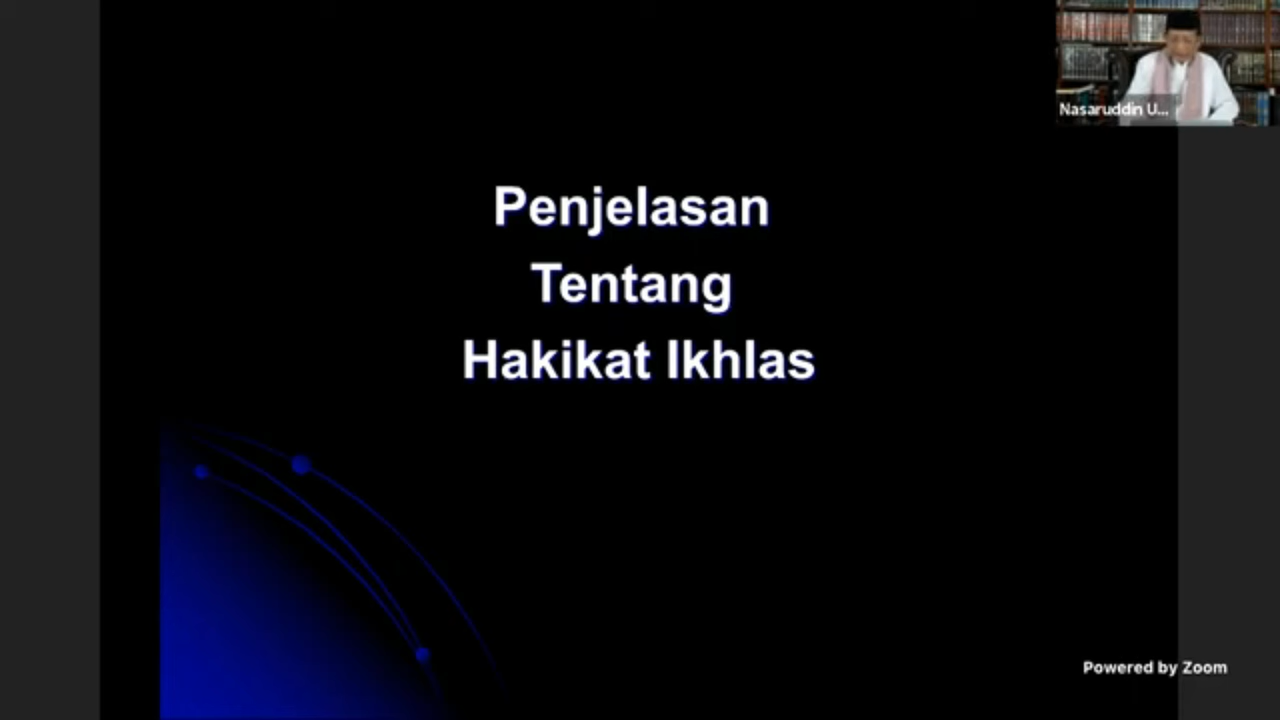 Nasaruddin U...
Penjelasan
Tentang
Hakikat Ikhlas
Powered by Zoom